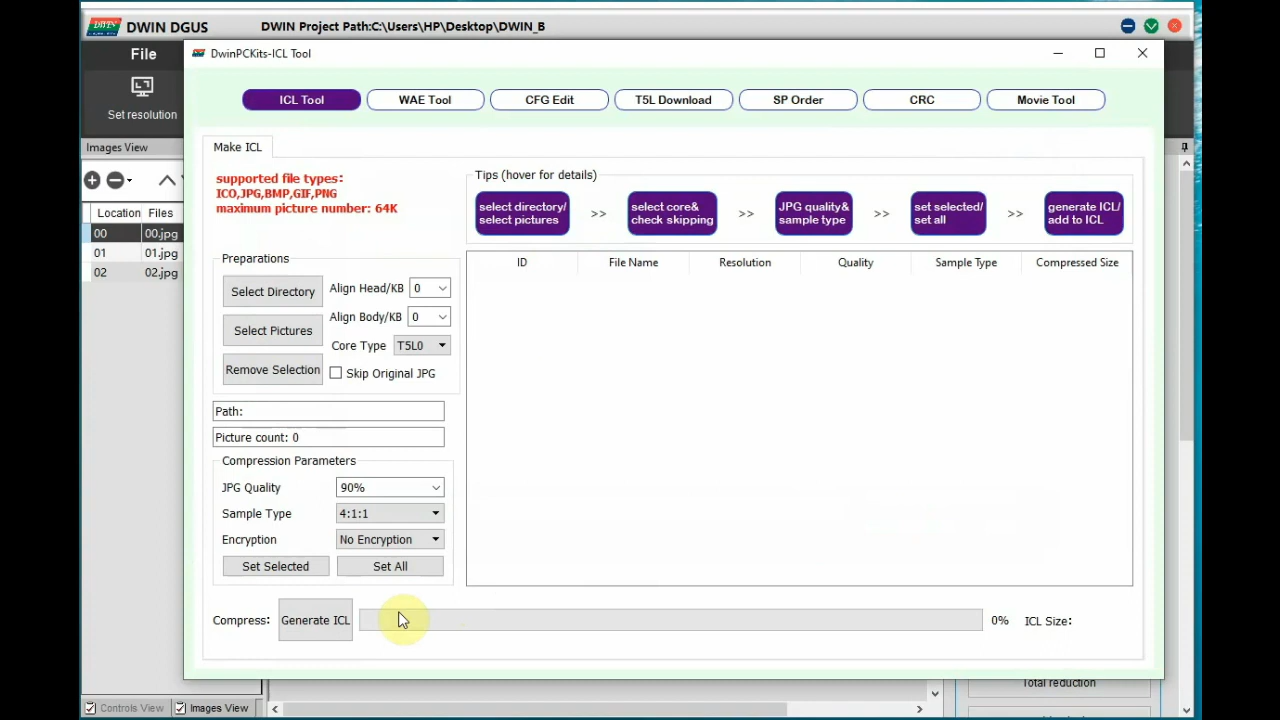 DWIN DGUS
DWIN Project Path:C:\Users\HP\Desktop\DWIN_B
File
Set resolution
Images View
Location Files
00 00.jpg
01 01.jpg
02 02.jpg
DwinPCKits-ICL Tool
ICL Tool
WAE Tool
CFG Edit
T5L Download
SP Order
CRC
Movie Tool
Make ICL
supported file types:
ICO,JPG,BMP,GIF,PNG
maximum picture number: 64K
Tips (hover for details)
select directory/
select pictures
>>
select core&
check skipping
>>
JPG quality&
sample type
>>
set selected/
set all
>>
generate ICL/
add to ICL
Preparations
Select Directory
Align Head/KB 0
Select Pictures
Align Body/KB 0
Core Type T5L0
Remove Selection
Skip Original JPG
Path:
Picture count: 0
Compression Parameters
JPG Quality 90%
Sample Type 4:1:1
Encryption No Encryption
Set Selected
Set All
ID File Name Resolution Quality Sample Type Compressed Size
Compress: Generate ICL 0% ICL Size:
Total reduction
Controls View
Images View